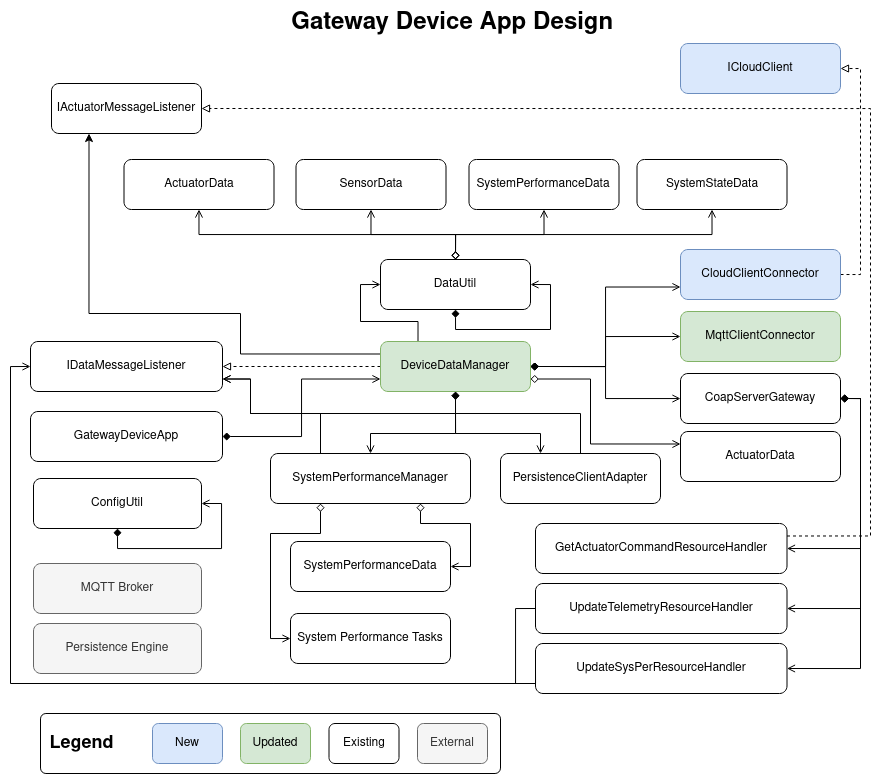 Gateway Device App Design
ICloudClient
IActuatorMessageListener
ActuatorData
SensorData
SystemPerformanceData
SystemStateData
DataUtil
CloudClientConnector
MqttClientConnector
IDataMessageListener
DeviceDataManager
CoapServerGateway
GatewayDeviceApp
ActuatorData
SystemPerformanceManager
PersistenceClientAdapter
ConfigUtil
GetActuatorCommandResourceHandler
SystemPerformanceData
MQTT Broker
UpdateTelemetryResourceHandler
System Performance Tasks
Persistence Engine
UpdateSysPerResourceHandler
Legend
New
Updated
Existing
External